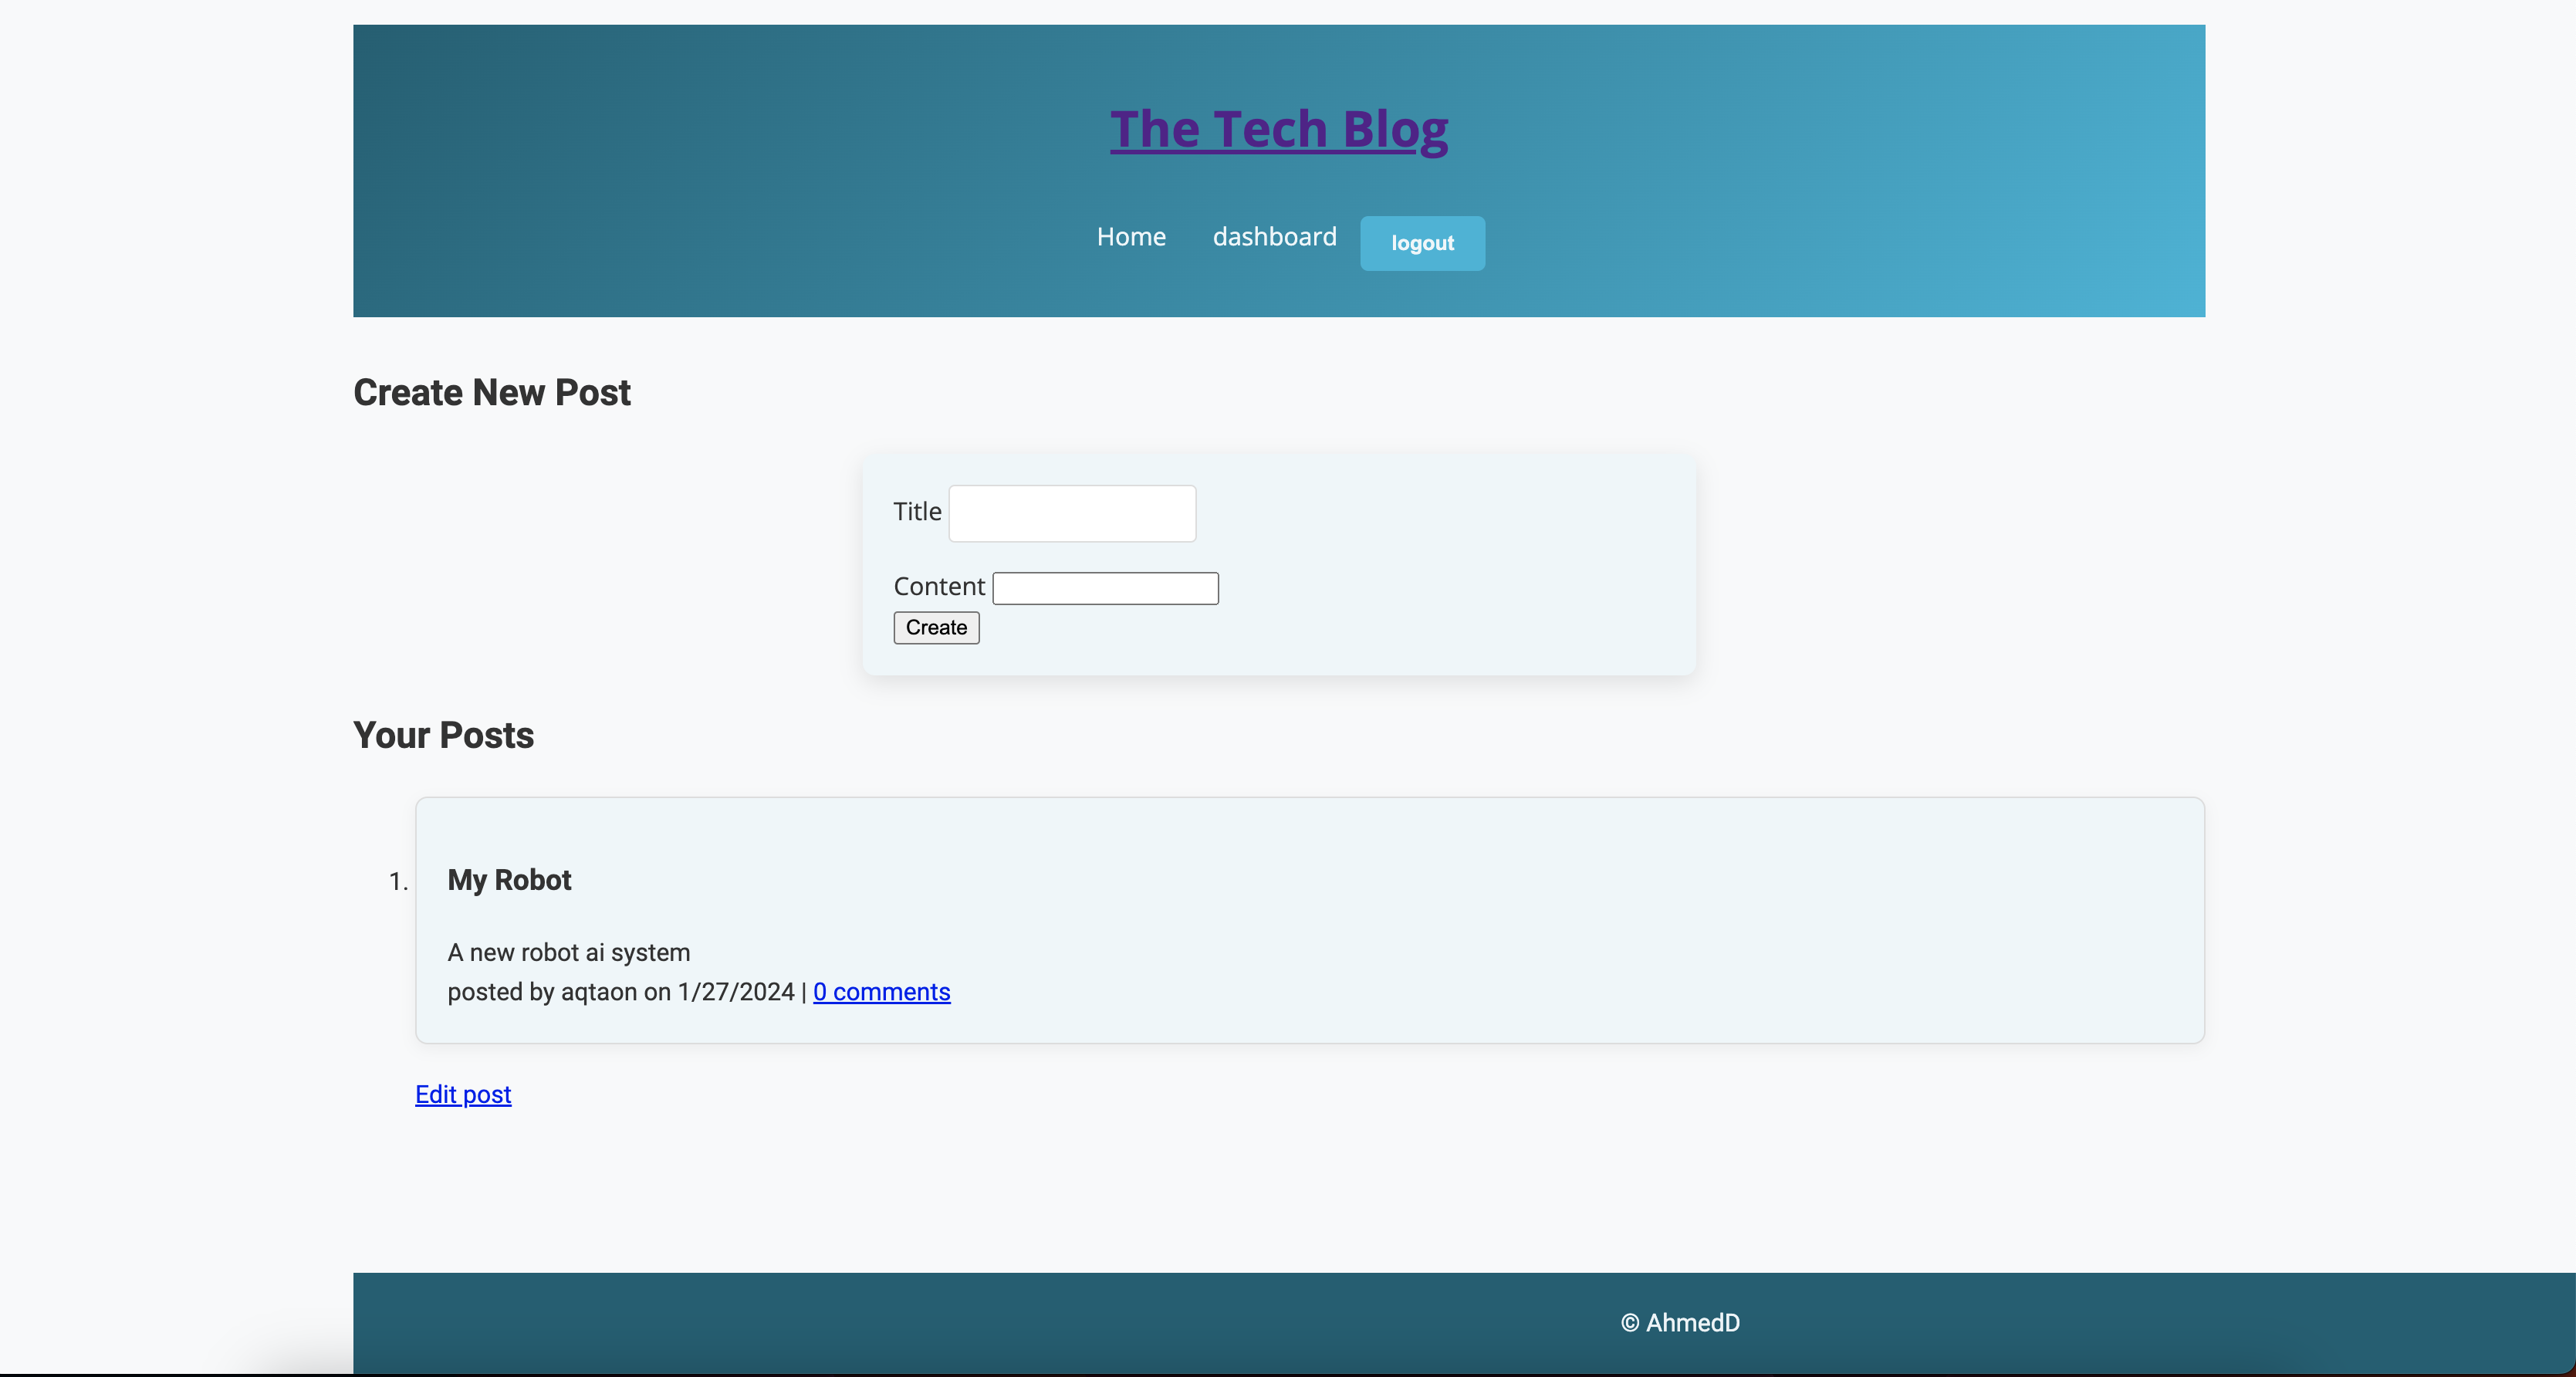 The Tech Blog
Home dashboard logout
Create New Post
Title
Content
Create
Your Posts
1. My Robot
A new robot ai system
posted by aqtaon on 1/27/2024 | 0 comments
Edit post
© AhmedD